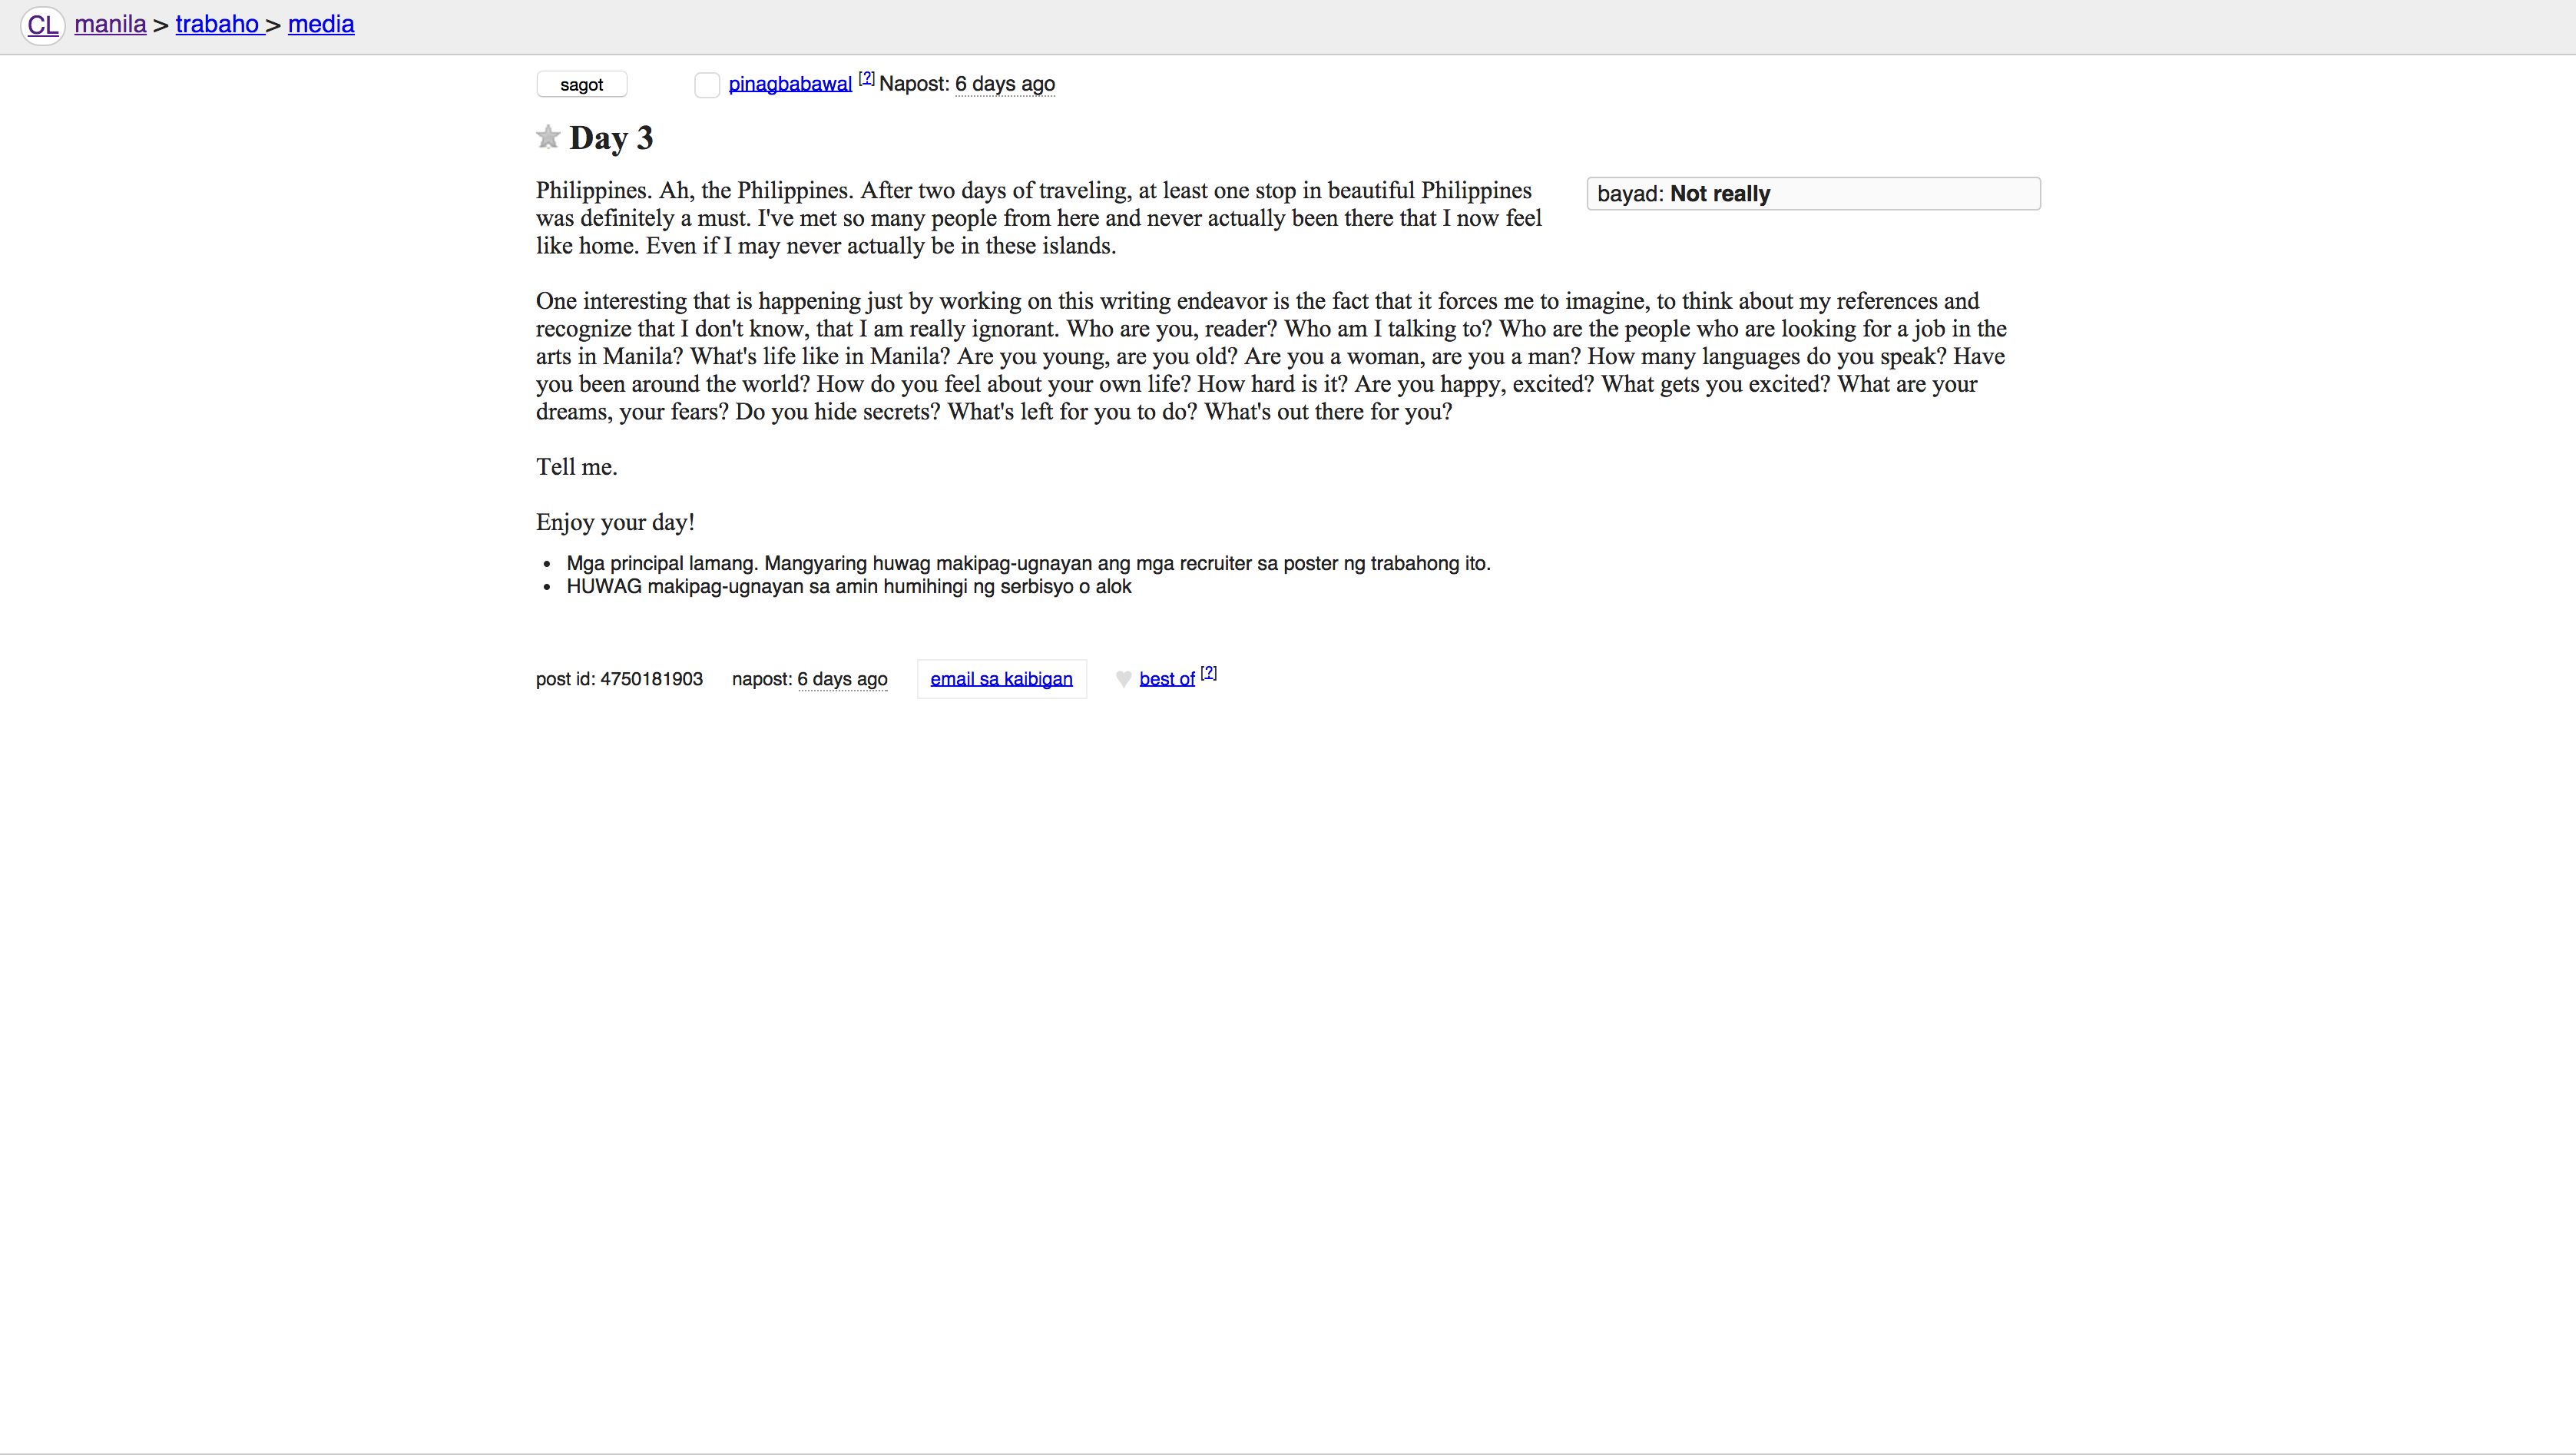 CL manila > trabaho > media
sagot pinagbabawal [?] Napost: 6 days ago
Day 3
Philippines. Ah, the Philippines. After two days of traveling, at least one stop in beautiful Philippines
was definitely a must. I've met so many people from here and never actually been there that I now feel
like home. Even if I may never actually be in these islands.
bayad: Not really
One interesting that is happening just by working on this writing endeavor is the fact that it forces me to imagine, to think about my references and
recognize that I don't know, that I am really ignorant. Who are you, reader? Who am I talking to? Who are the people who are looking for a job in the
arts in Manila? What's life like in Manila? Are you young, are you old? Are you a woman, are you a man? How many languages do you speak? Have
you been around the world? How do you feel about your own life? How hard is it? Are you happy, excited? What gets you excited? What are your
dreams, your fears? Do you hide secrets? What's left for you to do? What's out there for you?
Tell me.
Enjoy your day!
• Mga principal lamang. Mangyaring huwag makipag-ugnayan ang mga recruiter sa poster ng trabahong ito.
• HUWAG makipag-ugnayan sa amin humihingi ng serbisyo o alok
post id: 4750181903 napost: 6 days ago email sa kaibigan best of [?]